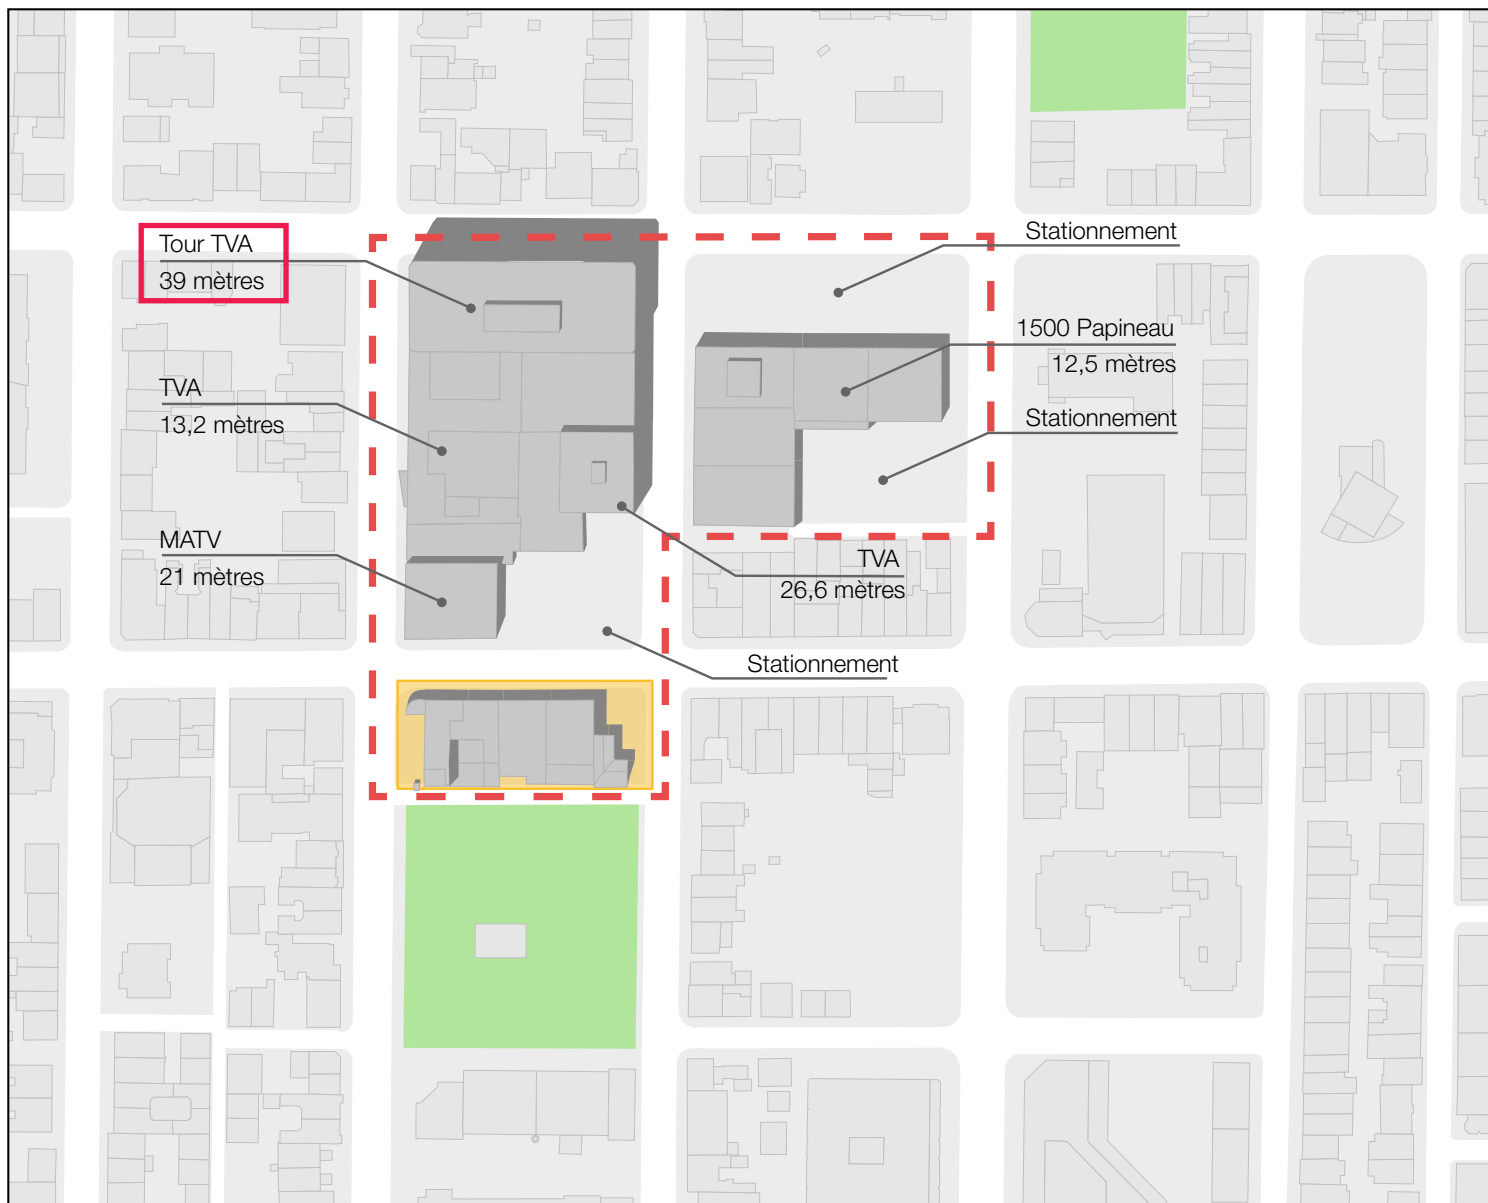 Tour TVA
39 mètres
Stationnement
1500 Papineau
12,5 mètres
TVA
13,2 mètres
Stationnement
MATV
21 mètres
TVA
26,6 mètres
Stationnement